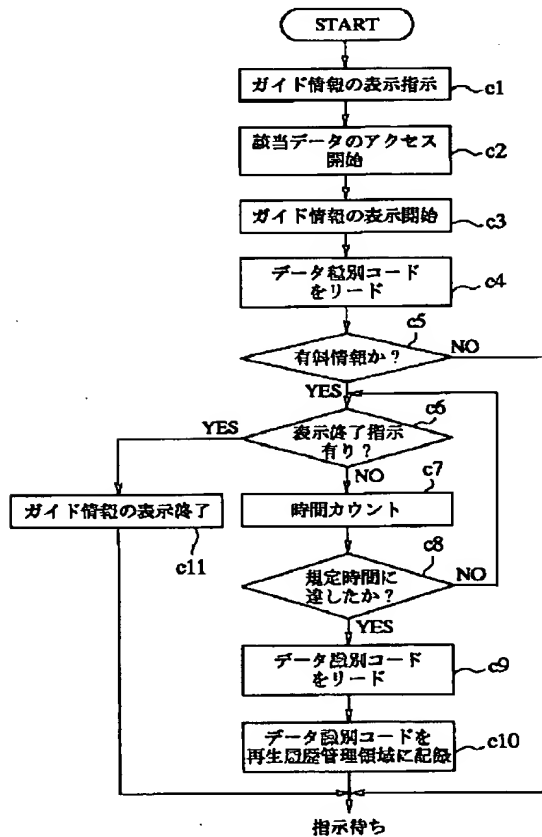 START
ガイド情報の表示指示
c1
該当データのアクセス
開始
c2
ガイド情報の表示開始
c3
データ種別コード
をリード
c4
有料情報か?
c5
NO
YES
表示終了指示
有り?
c6
YES
NO
ガイド情報の表示終了
c11
時間カウント
c7
規定時間に
達したか?
c8
NO
YES
データ識別コード
をリード
c9
データ識別コードを
再生履歴管理領域に記録
c10
指示待ち